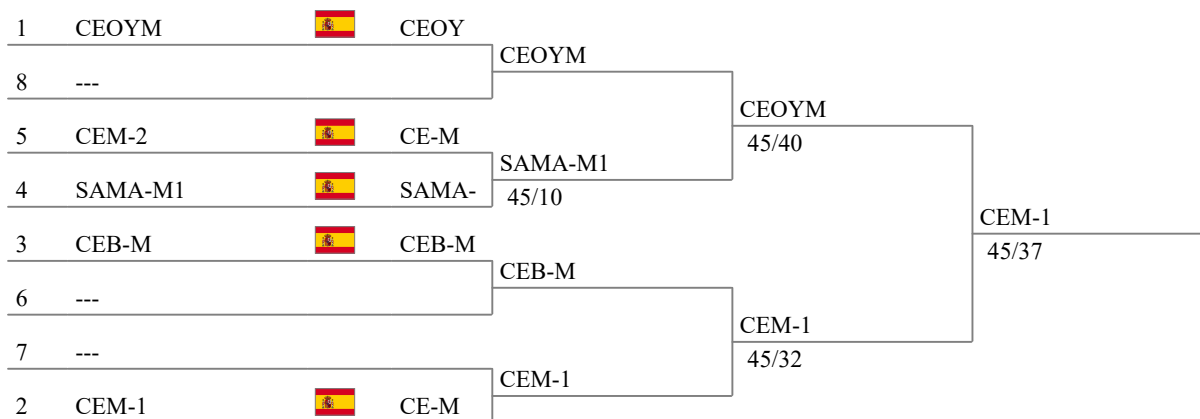 1 CEOYM CEOY
CEOYM
8 ---
CEOYM
45/40
5 CEM-2 CE-M
SAMA-M1
45/10
4 SAMA-M1 SAMA-
CEM-1
45/37
3 CEB-M CEB-M
CEB-M
6 ---
CEM-1
45/32
7 ---
CEM-1
2 CEM-1 CE-M